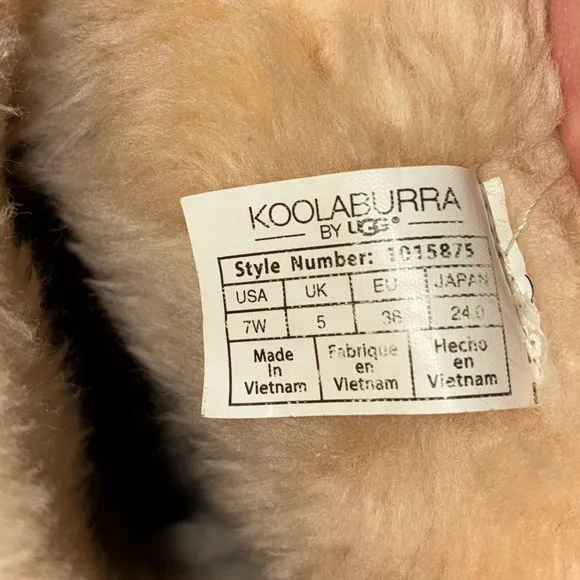 KOOLABURRA
BY UGG®
Style Number: 1015875
USA UK EU JAPAN
7W 5 38 24.0
Made Fabrique Hecho
In en en
Vietnam Vietnam Vietnam